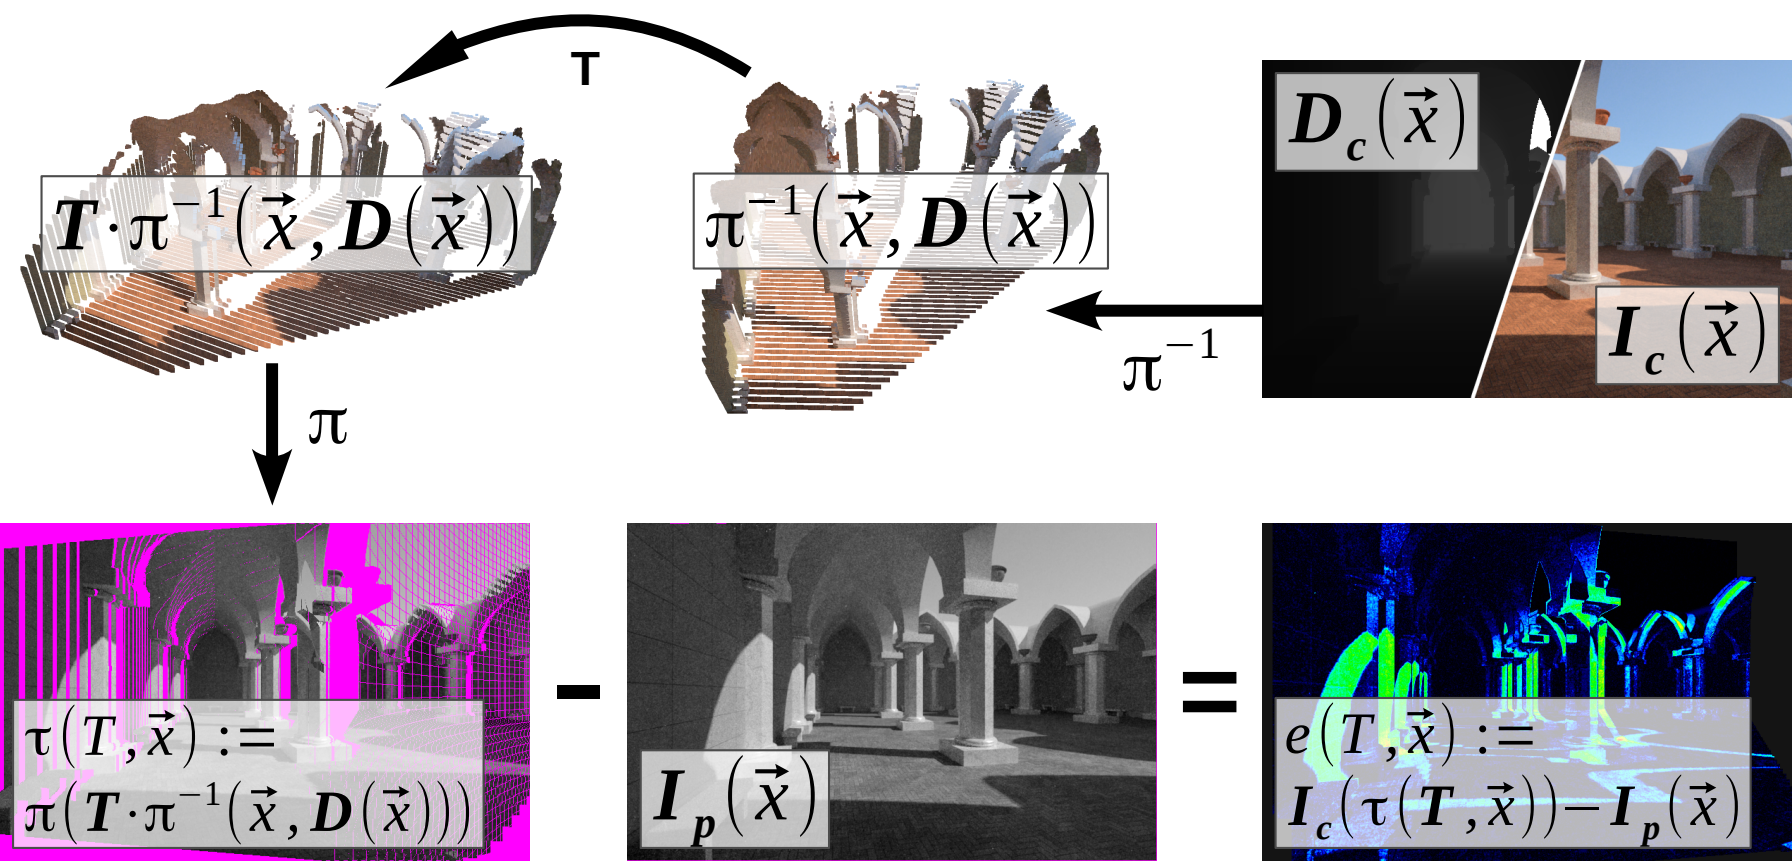 T
T·π⁻¹(x⃗, D(x⃗))
π⁻¹(x⃗, D(x⃗))
D_c(x⃗)
I_c(x⃗)
π⁻¹
π
τ(T, x⃗) :=
π(T·π⁻¹(x⃗, D(x⃗)))
−
I_p(x⃗)
=
e(T, x⃗) :=
I_c(τ(T, x⃗))−I_p(x⃗)